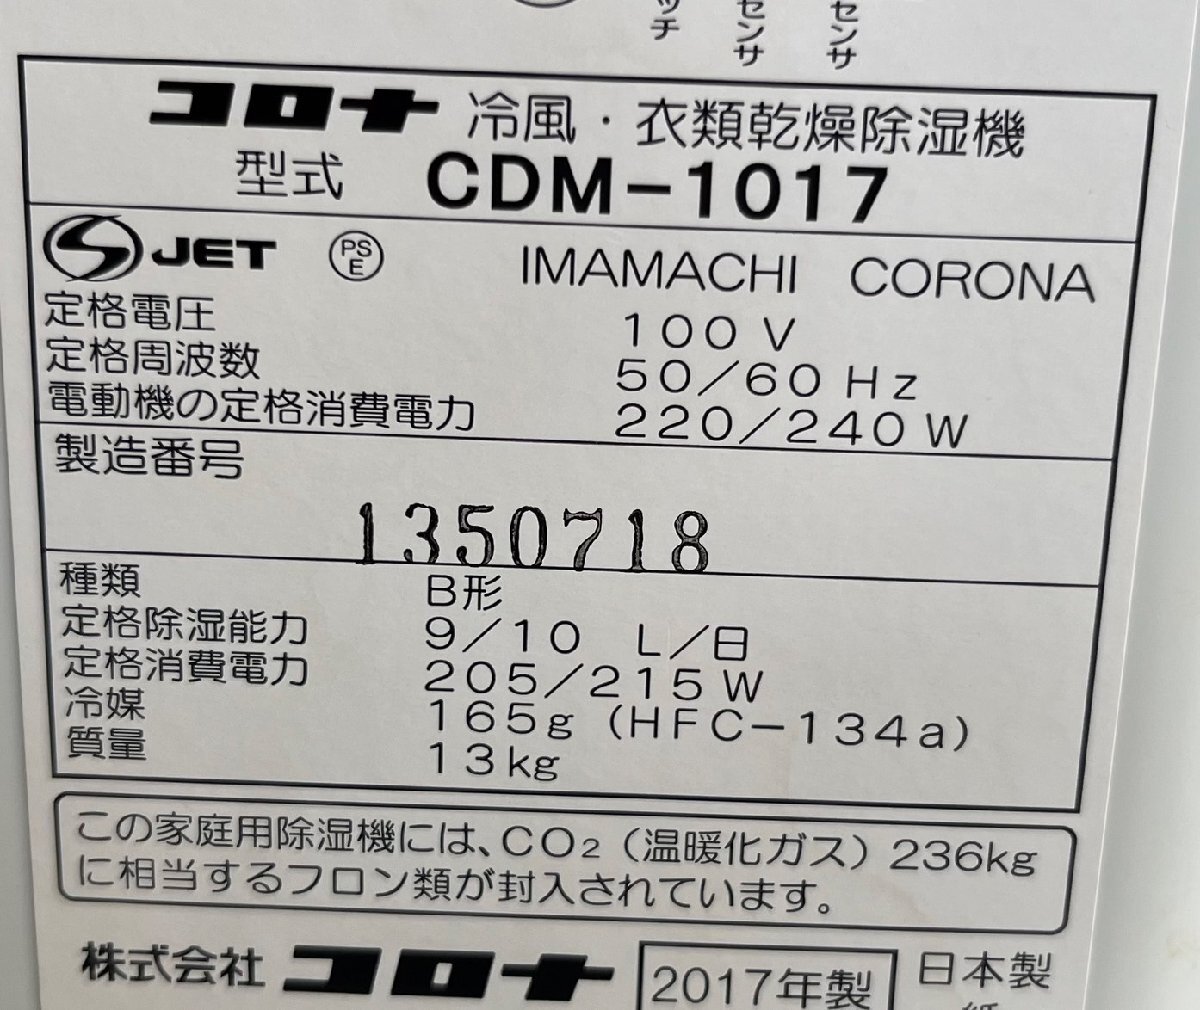 ッチ
センサ
センサ
コロナ 冷風・衣類乾燥除湿機
型式 CDM-1017
S JET PSE IMAMACHI CORONA
定格電圧 100V
定格周波数 50/60Hz
電動機の定格消費電力 220/240W
製造番号
1350718
種類 B形
定格除湿能力 9/10 L/日
定格消費電力 205/215W
冷媒 165g (HFC-134a)
質量 13kg
この家庭用除湿機には、CO₂(温暖化ガス)236kg
に相当するフロン類が封入されています。
株式会社 コロナ 2017年製 日本製